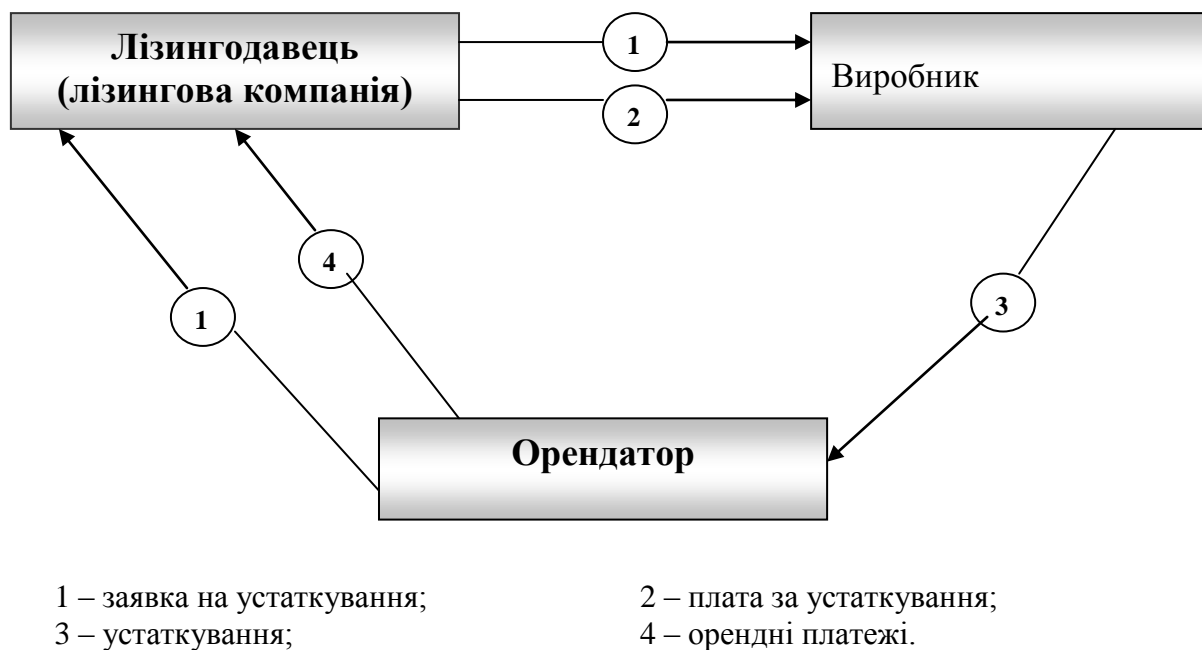 Лізингодавець
(лізингова компанія)
1
2
Виробник
4
1
3
Орендатор
1 – заявка на устаткування; 2 – плата за устаткування;
3 – устаткування; 4 – орендні платежі.